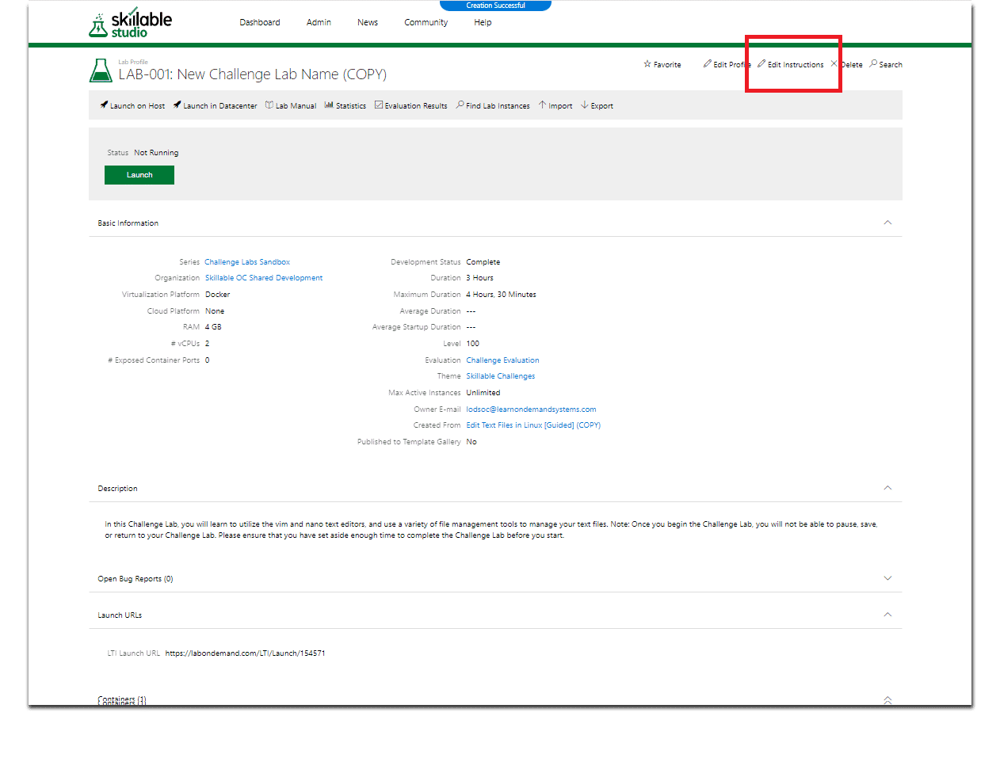 Creation Successful
skillable studio
Dashboard Admin News Community Help
Lab Profile
LAB-001: New Challenge Lab Name (COPY)
Favorite Edit Profile Edit Instructions Delete Search
Launch on Host Launch in Datacenter Lab Manual Statistics Evaluation Results Find Lab Instances Import Export
Status Not Running
Launch
Basic Information
Series Challenge Labs Sandbox
Organization Skillable OC Shared Development
Virtualization Platform Docker
Cloud Platform None
RAM 4 GB
# vCPUs 2
# Exposed Container Ports 0
Development Status Complete
Duration 3 Hours
Maximum Duration 4 Hours, 30 Minutes
Average Duration ---
Average Startup Duration ---
Level 100
Evaluation Challenge Evaluation
Theme Skillable Challenges
Max Active Instances Unlimited
Owner E-mail lodsoc@learnondemandsystems.com
Created From Edit Text Files in Linux [Guided] (COPY)
Published to Template Gallery No
Description
In this Challenge Lab, you will learn to utilize the vim and nano text editors, and use a variety of file management tools to manage your text files. Note: Once you begin the Challenge Lab, you will not be able to pause, save,
or return to your Challenge Lab. Please ensure that you have set aside enough time to complete the Challenge Lab before you start.
Open Bug Reports (0)
Launch URLs
LTI Launch URL https://labondemand.com/LTI/Launch/154571
Containers (1)